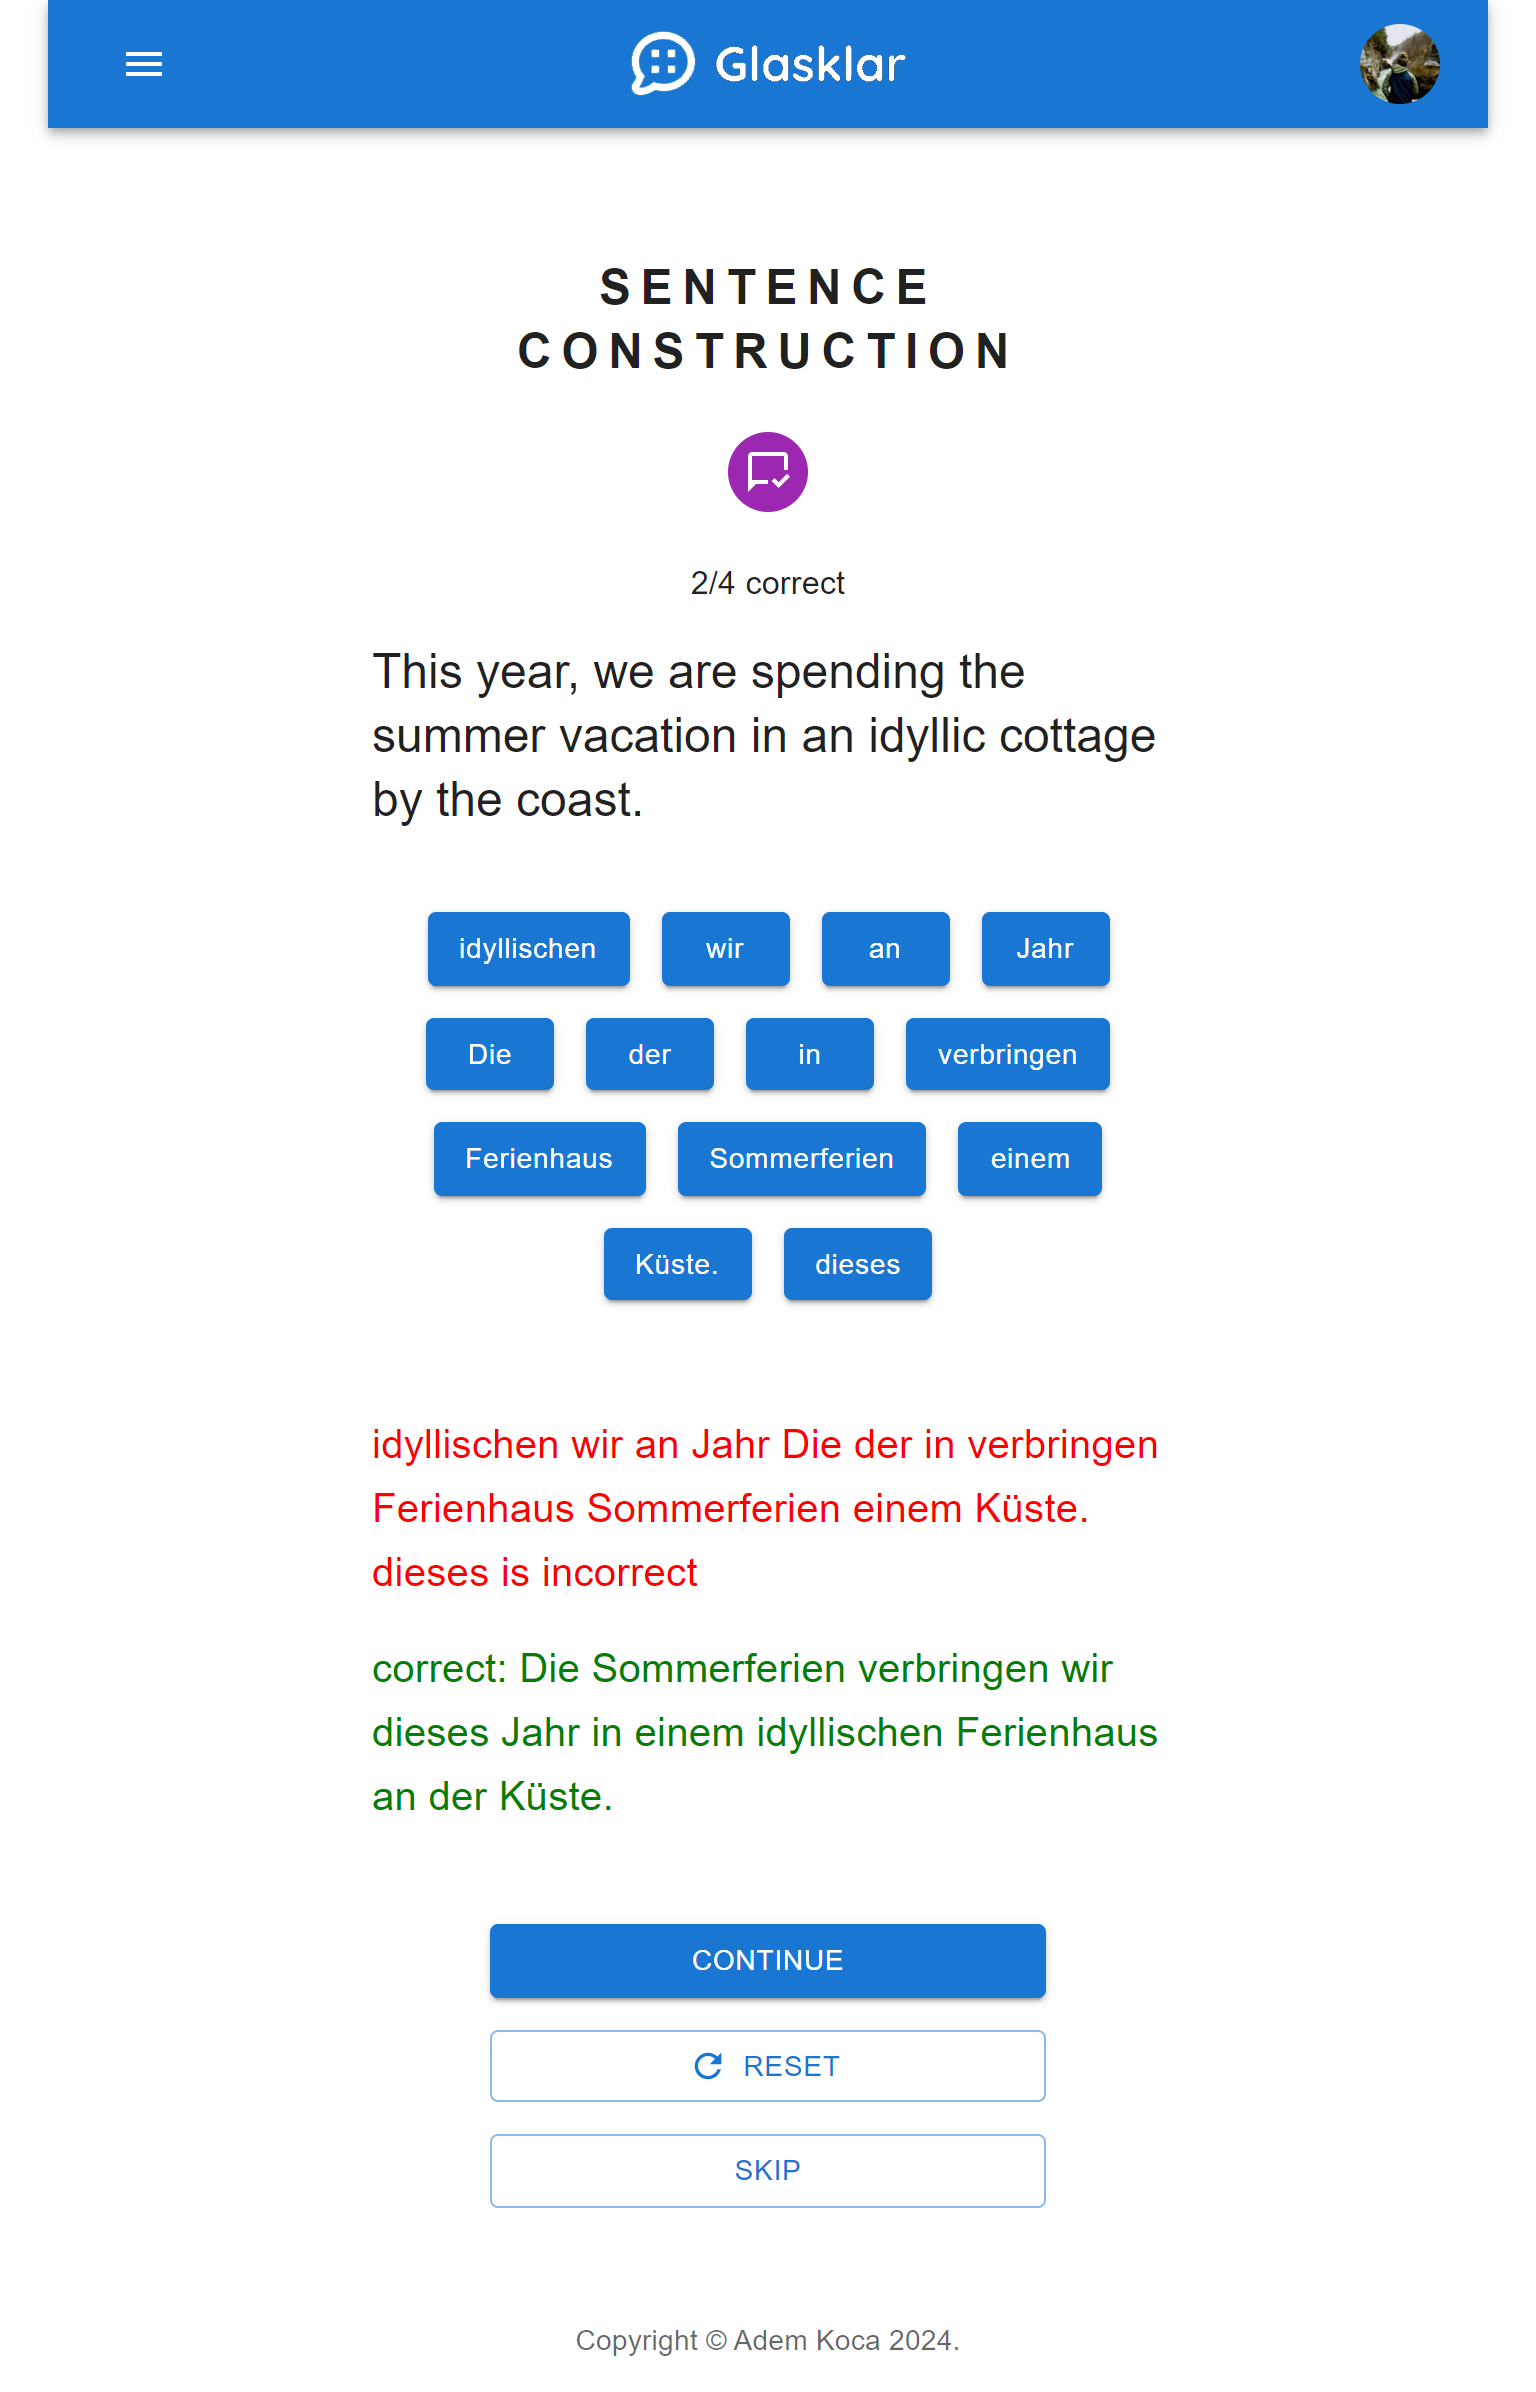 Glasklar
SENTENCE
CONSTRUCTION
2/4 correct
This year, we are spending the
summer vacation in an idyllic cottage
by the coast.
idyllischen wir an Jahr
Die der in verbringen
Ferienhaus Sommerferien einem
Küste. dieses
idyllischen wir an Jahr Die der in verbringen
Ferienhaus Sommerferien einem Küste.
dieses is incorrect
correct: Die Sommerferien verbringen wir
dieses Jahr in einem idyllischen Ferienhaus
an der Küste.
CONTINUE
RESET
SKIP
Copyright © Adem Koca 2024.